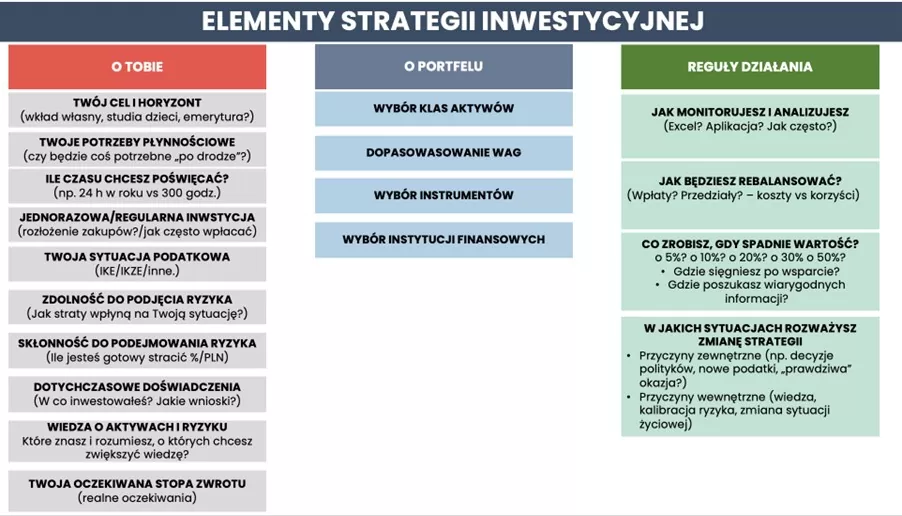 ELEMENTY STRATEGII INWESTYCYJNEJ
O TOBIE
TWÓJ CEL I HORYZONT
(wkład własny, studia dzieci, emerytura?)
TWOJE POTRZEBY PŁYNNOŚCIOWE
(czy będzie coś potrzebne „po drodze"?)
ILE CZASU CHCESZ POŚWIĘCAĆ?
(np. 24 h w roku vs 300 godz.)
JEDNORAZOWA/REGULARNA INWSTYCJA
(rozłożenie zakupów?/jak często wpłacać)
TWOJA SYTUACJA PODATKOWA
(IKE/IKZE/inne.)
ZDOLNOŚĆ DO PODJĘCIA RYZYKA
(Jak straty wpłyną na Twoją sytuację?)
SKŁONNOŚĆ DO PODEJMOWANIA RYZYKA
(Ile jesteś gotowy stracić %/PLN)
DOTYCHCZASOWE DOŚWIADCZENIA
(W co inwestowałeś? Jakie wnioski?)
WIEDZA O AKTYWACH I RYZYKU
Które znasz i rozumiesz, o których chcesz
zwiększyć wiedzę?
TWOJA OCZEKIWANA STOPA ZWROTU
(realne oczekiwania)
O PORTFELU
WYBÓR KLAS AKTYWÓW
DOPASOWASOWANIE WAG
WYBÓR INSTRUMENTÓW
WYBÓR INSTYTUCJI FINANSOWYCH
REGUŁY DZIAŁANIA
JAK MONITORUJESZ I ANALIZUJESZ
(Excel? Aplikacja? Jak często?)
JAK BĘDZIESZ REBALANSOWAĆ?
(Wpłaty? Przedziały? – koszty vs korzyści)
CO ZROBISZ, GDY SPADNIE WARTOŚĆ?
o 5%? o 10%? o 20%? o 30% o 50%?
• Gdzie sięgniesz po wsparcie?
• Gdzie poszukasz wiarygodnych
informacji?
W JAKICH SYTUACJACH ROZWAŻYSZ
ZMIANĘ STRATEGII
• Przyczyny zewnętrzne (np. decyzje
polityków, nowe podatki, „prawdziwa"
okazja?)
• Przyczyny wewnętrzne (wiedza,
kalibracja ryzyka, zmiana sytuacji
życiowej)